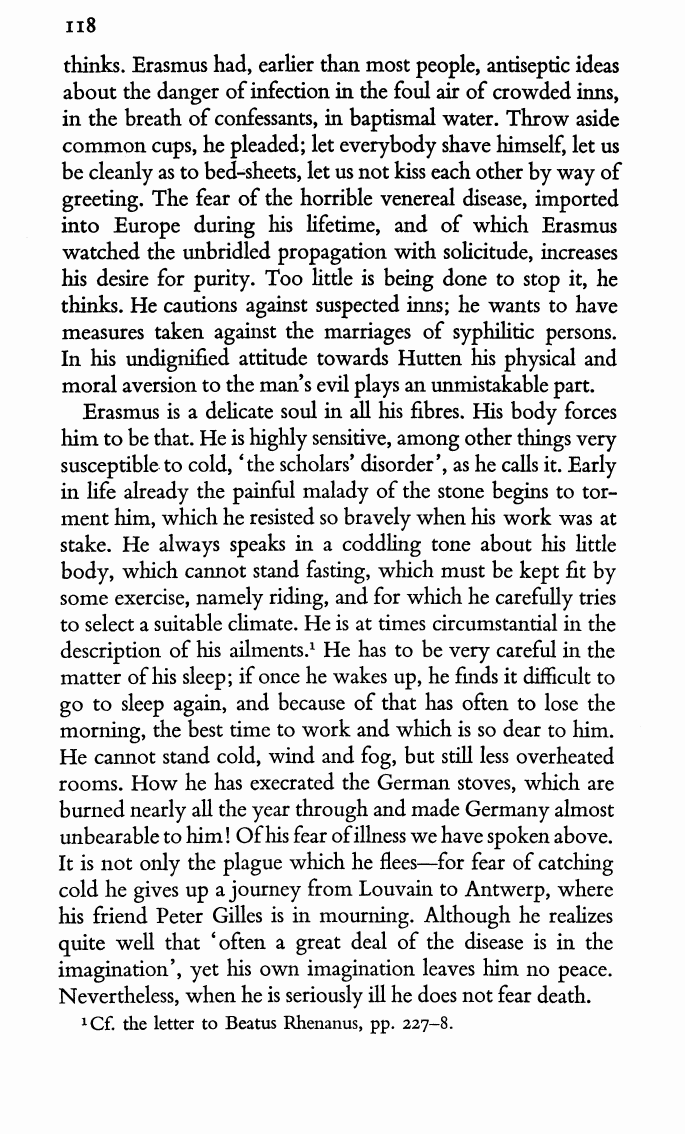 118
thinks. Erasmus had, earlier than most people, antiseptic ideas
about the danger of infection in the foul air of crowded inns,
in the breath of confessants, in baptismal water. Throw aside
common cups, he pleaded; let everybody shave himself, let us
be cleanly as to bed-sheets, let us not kiss each other by way of
greeting. The fear of the horrible venereal disease, imported
into Europe during his lifetime, and of which Erasmus
watched the unbridled propagation with solicitude, increases
his desire for purity. Too little is being done to stop it, he
thinks. He cautions against suspected inns; he wants to have
measures taken against the marriages of syphilitic persons.
In his undignified attitude towards Hutten his physical and
moral aversion to the man's evil plays an unmistakable part.
Erasmus is a delicate soul in all his fibres. His body forces
him to be that. He is highly sensitive, among other things very
susceptible to cold, ‘the scholars’ disorder’, as he calls it. Early
in life already the painful malady of the stone begins to tor-
ment him, which he resisted so bravely when his work was at
stake. He always speaks in a coddling tone about his little
body, which cannot stand fasting, which must be kept fit by
some exercise, namely riding, and for which he carefully tries
to select a suitable climate. He is at times circumstantial in the
description of his ailments.¹ He has to be very careful in the
matter of his sleep; if once he wakes up, he finds it difficult to
go to sleep again, and because of that has often to lose the
morning, the best time to work and which is so dear to him.
He cannot stand cold, wind and fog, but still less overheated
rooms. How he has execrated the German stoves, which are
burned nearly all the year through and made Germany almost
unbearable to him! Of his fear of illness we have spoken above.
It is not only the plague which he flees—for fear of catching
cold he gives up a journey from Louvain to Antwerp, where
his friend Peter Gilles is in mourning. Although he realizes
quite well that ‘often a great deal of the disease is in the
imagination’, yet his own imagination leaves him no peace.
Nevertheless, when he is seriously ill he does not fear death.
¹Cf. the letter to Beatus Rhenanus, pp. 227–8.